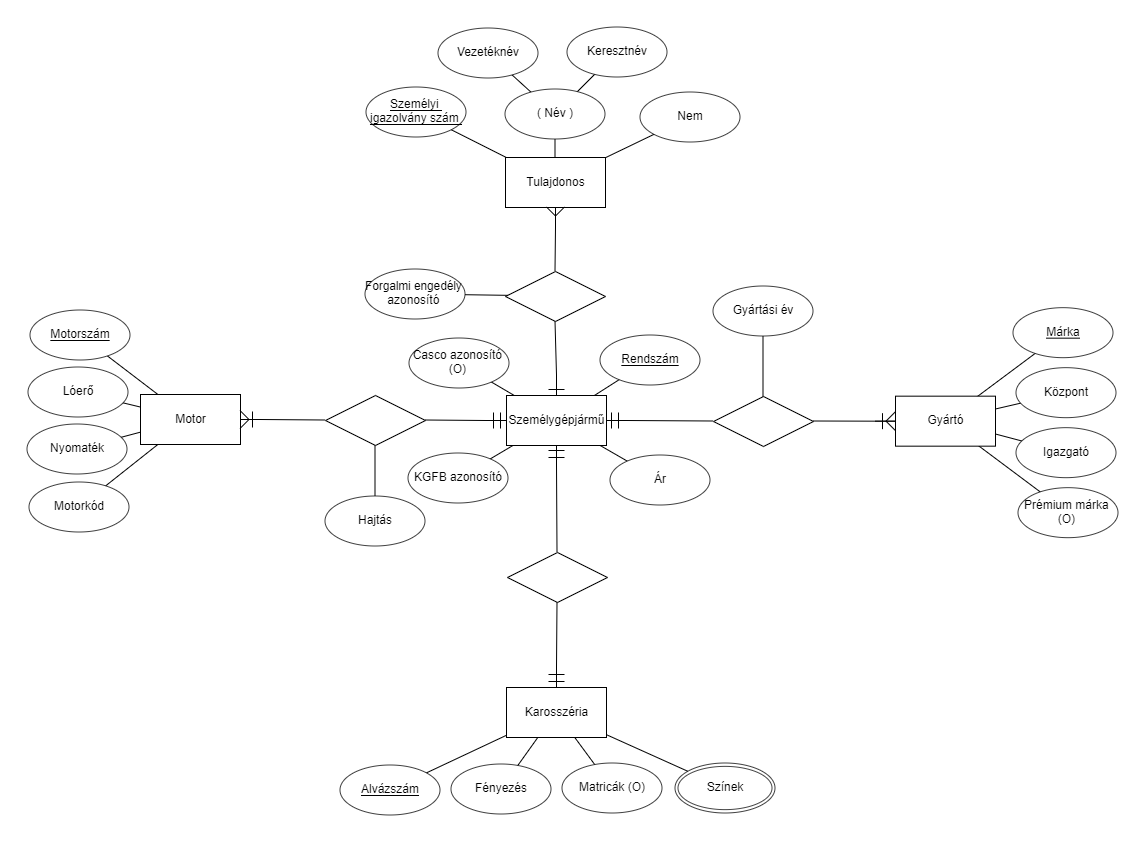 Vezetéknév
Keresztnév
Személyi
igazolvány szám
( Név )
Nem
Tulajdonos
Forgalmi engedély
azonosító
Gyártási év
Motorszám
Lóerő
Nyomaték
Motorkód
Motor
Hajtás
Casco azonosító
(O)
Rendszám
Személygépjármű
KGFB azonosító
Ár
Gyártó
Márka
Központ
Igazgató
Prémium márka
(O)
Karosszéria
Alvázszám
Fényezés
Matricák (O)
Színek